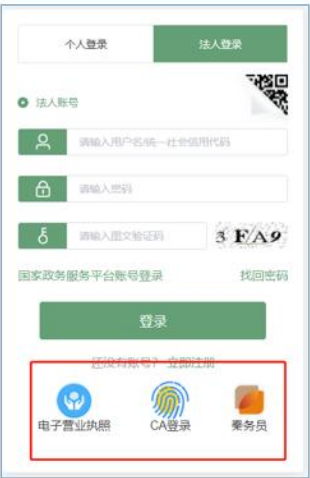 个人登录 法人登录
法人账号
请输入用户名/统一社会信用代码
请输入密码
请输入图文验证码 3 F/A9
国家政务服务平台账号登录 找回密码
登录
还没有账号? 立即注册
电子营业执照 CA登录 秦务员